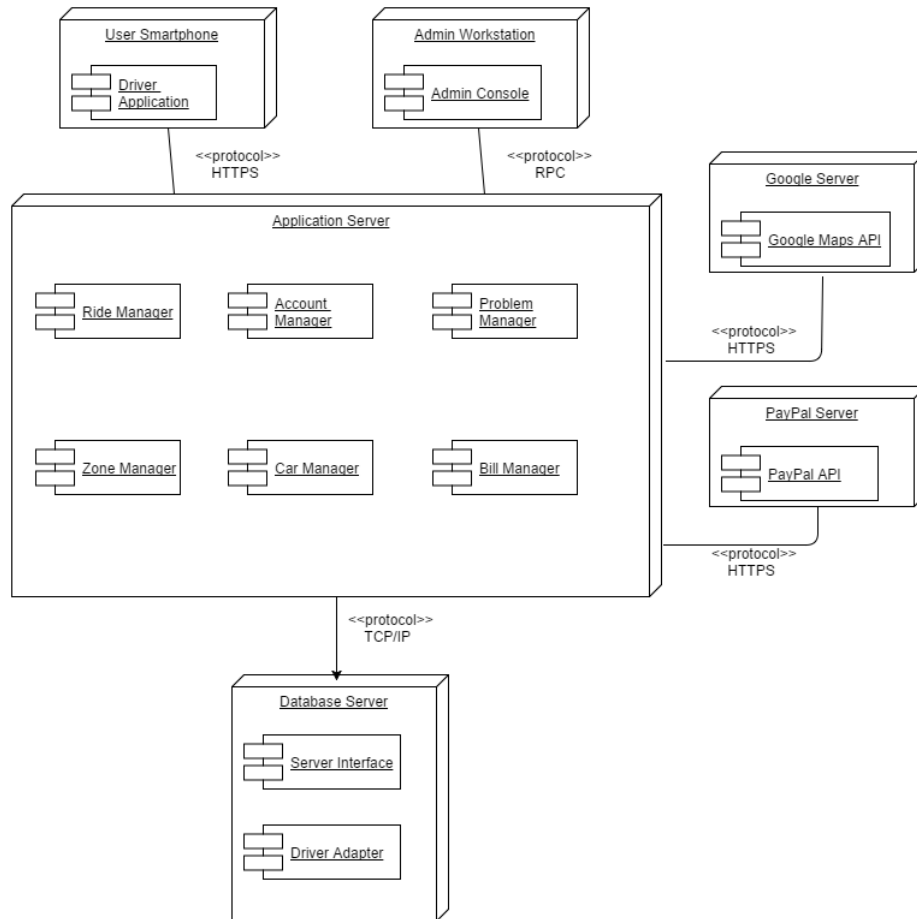 User Smartphone
Driver
Application
Admin Workstation
Admin Console
<<protocol>>
HTTPS
<<protocol>>
RPC
Google Server
Google Maps API
Application Server
Ride Manager
Account
Manager
Problem
Manager
<<protocol>>
HTTPS
PayPal Server
PayPal API
Zone Manager
Car Manager
Bill Manager
<<protocol>>
HTTPS
<<protocol>>
TCP/IP
Database Server
Server Interface
Driver Adapter